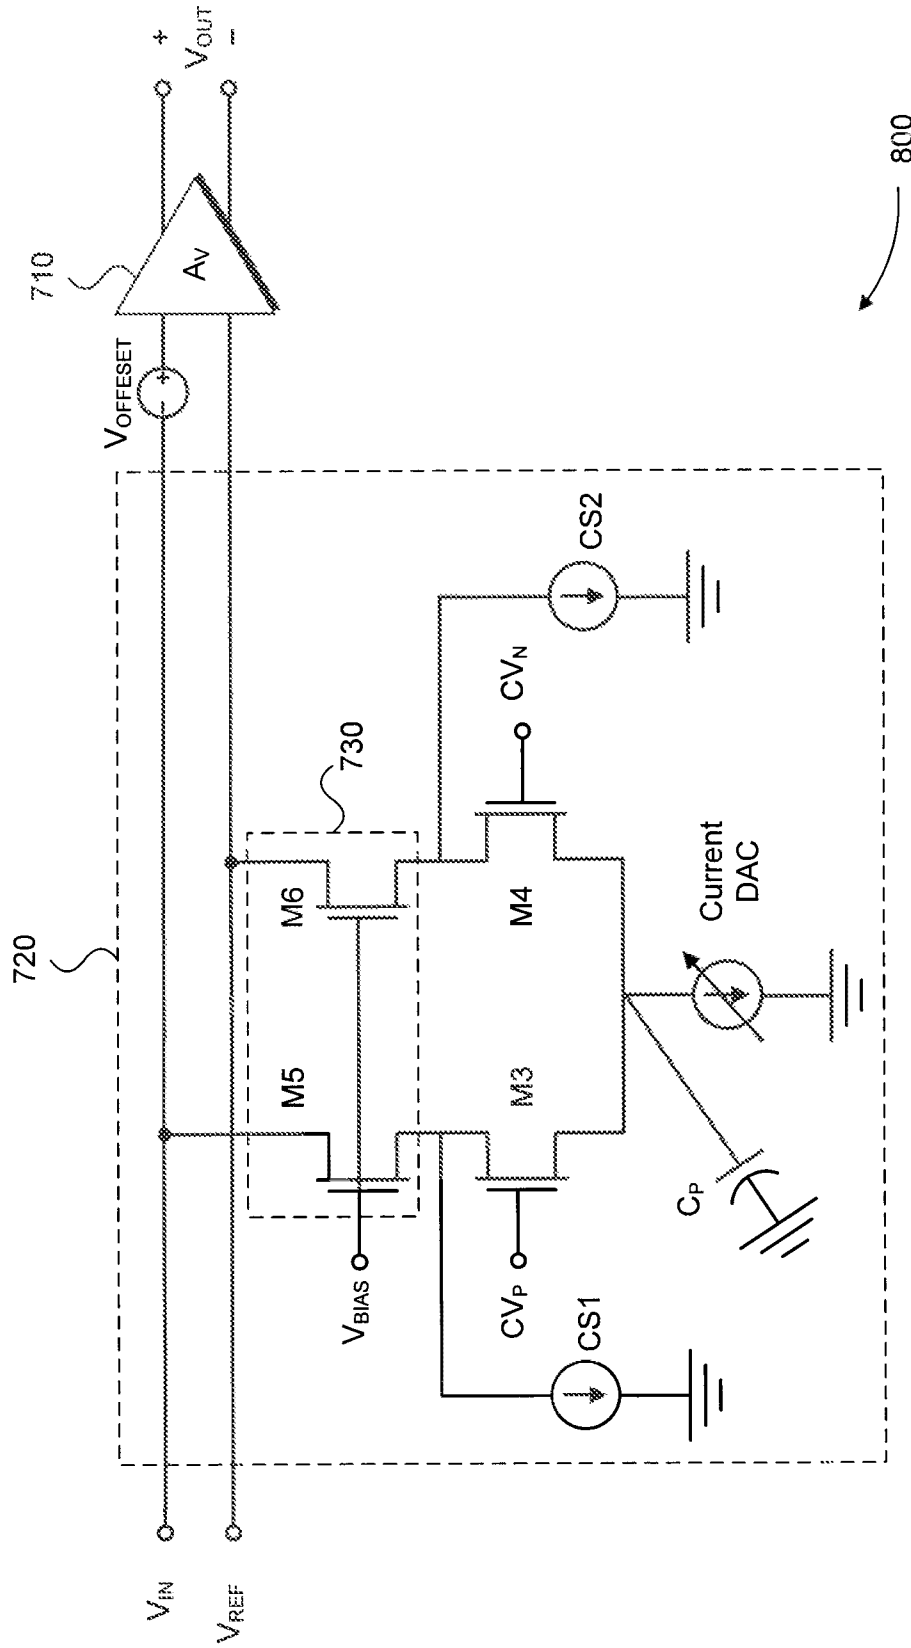 720
710
V_IN
V_REF
V_OFFESET
A_V
+
V_OUT
−
+
−
730
M5
M6
V_BIAS
CV_P
M3
M4
CV_N
CS1
CS2
C_P
Current
DAC
800